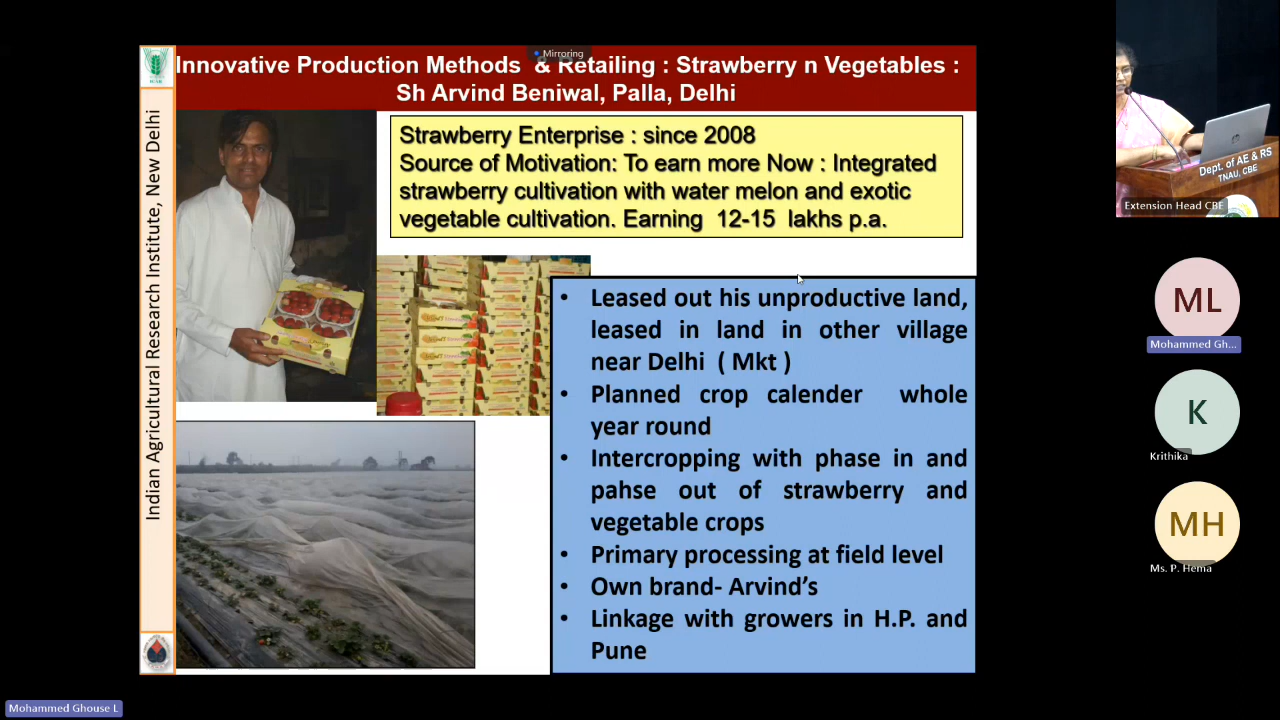 Mirroring
Innovative Production Methods & Retailing : Strawberry n Vegetables :
Sh Arvind Beniwal, Palla, Delhi
Indian Agricultural Research Institute, New Delhi
Strawberry Enterprise : since 2008
Source of Motivation: To earn more Now : Integrated
strawberry cultivation with water melon and exotic
vegetable cultivation. Earning 12-15 lakhs p.a.
• Leased out his unproductive land,
leased in land in other village
near Delhi ( Mkt )
• Planned crop calender whole
year round
• Intercropping with phase in and
pahse out of strawberry and
vegetable crops
• Primary processing at field level
• Own brand- Arvind's
• Linkage with growers in H.P. and
Pune
Dept. of AE & RS
TNAU, CBE
Extension Head CBE
ML
Mohammed Gh...
K
Krithika
MH
Ms. P. Hema
Mohammed Ghouse L